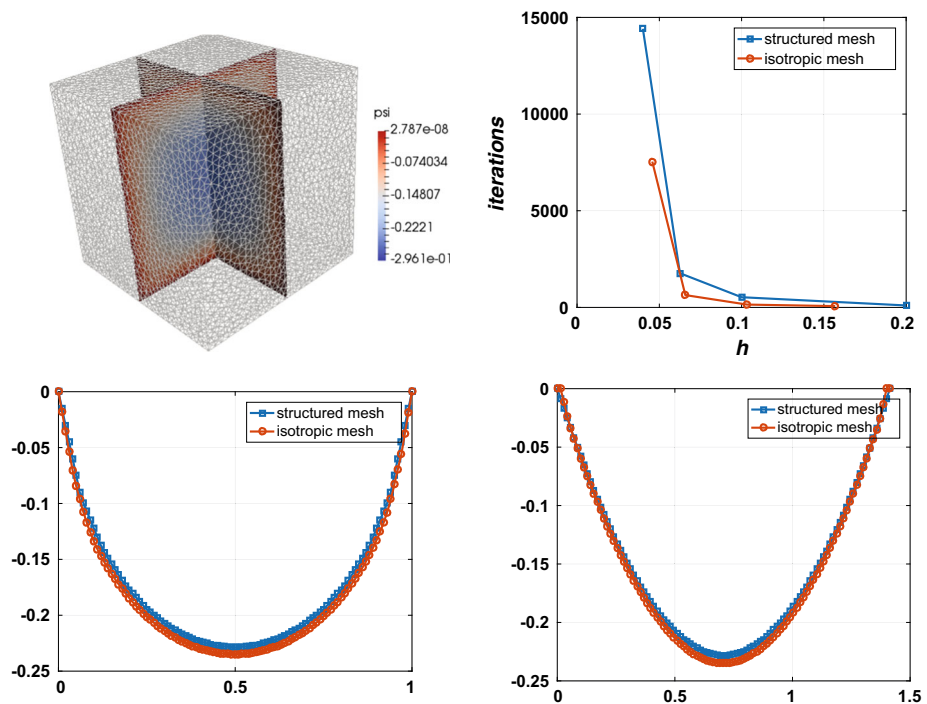 psi
2.787e-08
-0.074034
-0.14807
-0.2221
-2.961e-01
15000
10000
5000
0
iterations
structured mesh
isotropic mesh
0
0.05
0.1
0.15
0.2
h
0
-0.05
-0.1
-0.15
-0.2
-0.25
structured mesh
isotropic mesh
0
0.5
1
0
-0.05
-0.1
-0.15
-0.2
-0.25
structured mesh
isotropic mesh
0
0.5
1
1.5